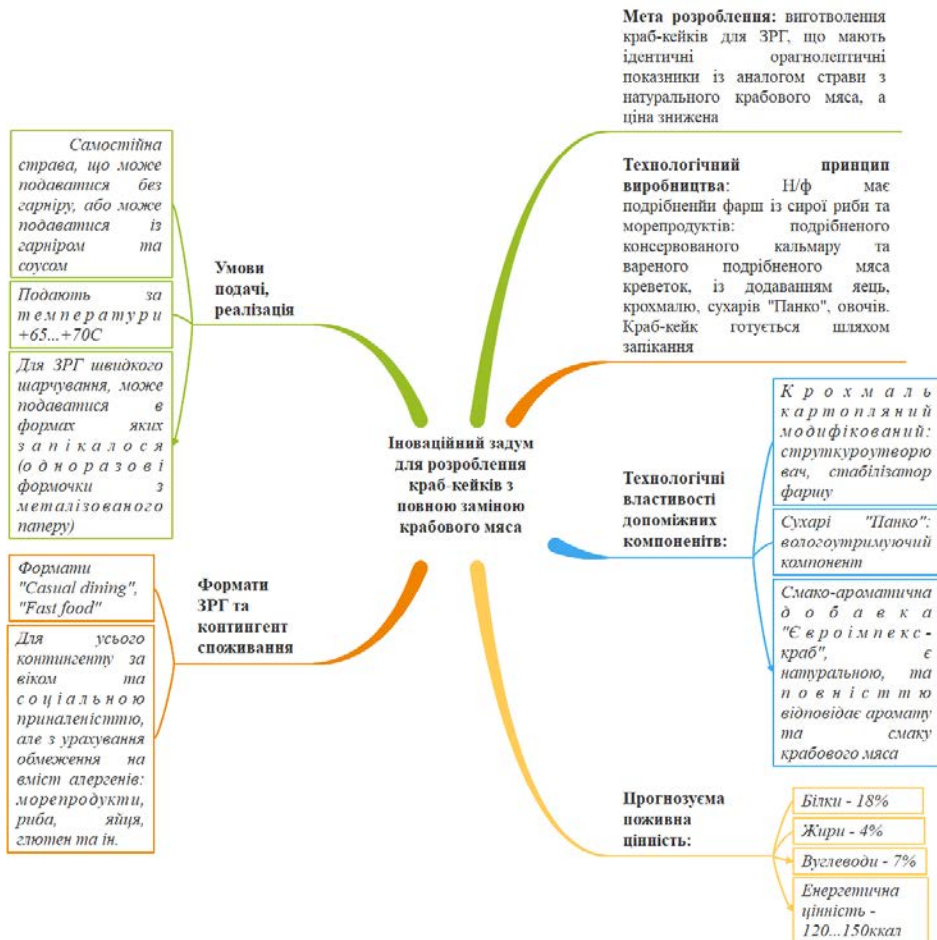 Мета розроблення: виготволення
краб-кейків для ЗРГ, що мають
ідентичні орагнолептичні
показники із аналогом страви з
натурального крабового мяса, а
ціна знижена
Технологічний принцип
виробництва: Н/ф має
подрібненйи фарш із сирої риби та
морепродуктів: подрібненого
консервованого кальмару та
вареного подрібненого мяса
креветок, із додаванням яець,
крохмалю, сухарів "Панко", овочів.
Краб-кейк готується шляхом
запікання
Самостійна
страва, що може
подаватися без
гарніру, або може
подаватися із
гарніром та
соусом
Подають за
температури
+65...+70С
Для ЗРГ швидкого
шарчування, може
подаватися в
формах яких
запікалося
(одноразові
формочки з
металізованого
паперу)
Умови
подачі,
реалізація
Іноваційний задум
для розроблення
краб-кейків з
повною заміною
крабового мяса
Технологічні
властивості
допоміжних
компоненітв:
Крохмаль
картопляний
модифікований:
струткуроутворю
вач, стабілізатор
фаршу
Сухарі "Панко":
вологоутримуючий
компонент
Смако-ароматична
добавка
"Євроімпекс-
краб", є
натуральною, та
повністтю
відповідає аромату
та смаку
крабового мяса
Формати
"Casual dining",
"Fast food"
Для усього
контингенту за
віком та
соціальною
приналеністтю,
але з урахування
обмеження на
вміст алергенів:
морепродукти,
риба, яйця,
глютен та ін.
Формати
ЗРГ та
контингент
споживання
Прогнозуєма
поживна
цінність:
Білки - 18%
Жири - 4%
Вуглеводи - 7%
Енергетична
цінність -
120...150ккал